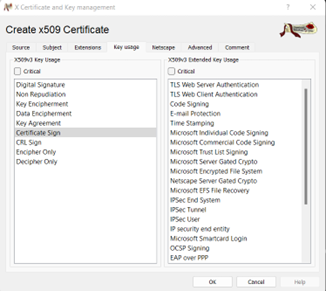 X Certificate and Key management
?
Create x509 Certificate
Source Subject Extensions Key usage Netscape Advanced Comment
X509v3 Key Usage
Critical
Digital Signature
Non Repudiation
Key Encipherment
Data Encipherment
Key Agreement
Certificate Sign
CRL Sign
Encipher Only
Decipher Only
X509v3 Extended Key Usage
Critical
TLS Web Server Authentication
TLS Web Client Authentication
Code Signing
E-mail Protection
Time Stamping
Microsoft Individual Code Signing
Microsoft Commercial Code Signing
Microsoft Trust List Signing
Microsoft Server Gated Crypto
Microsoft Encrypted File System
Netscape Server Gated Crypto
Microsoft EFS File Recovery
IPSec End System
IPSec Tunnel
IPSec User
IP security end entity
Microsoft Smartcard Login
OCSP Signing
EAP over PPP
OK Cancel Help